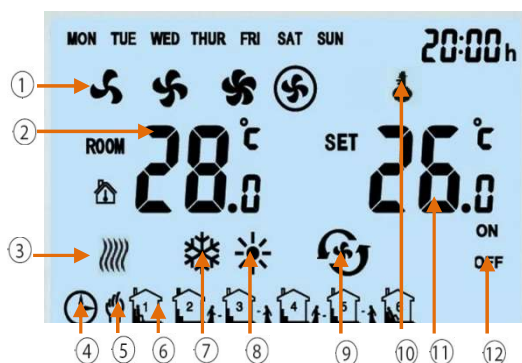 MON TUE WED THUR FRI SAT SUN 20:00h
①
② ROOM 28.0 °C SET 26.0 °C
③ ON
OFF
1 2 3 4 5 6
④ ⑤ ⑥ ⑦ ⑧ ⑨ ⑩ ⑪ ⑫